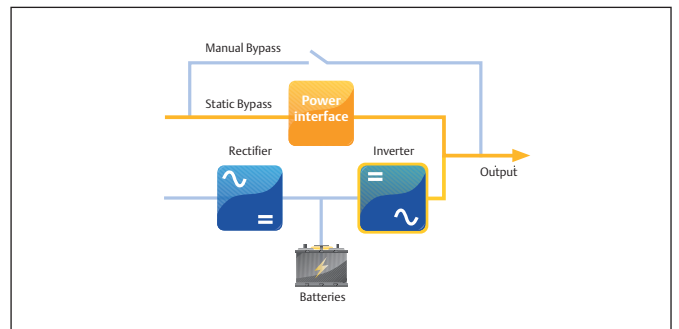 Manual Bypass
Static Bypass
Power
interface
Rectifier
Inverter
Output
Batteries